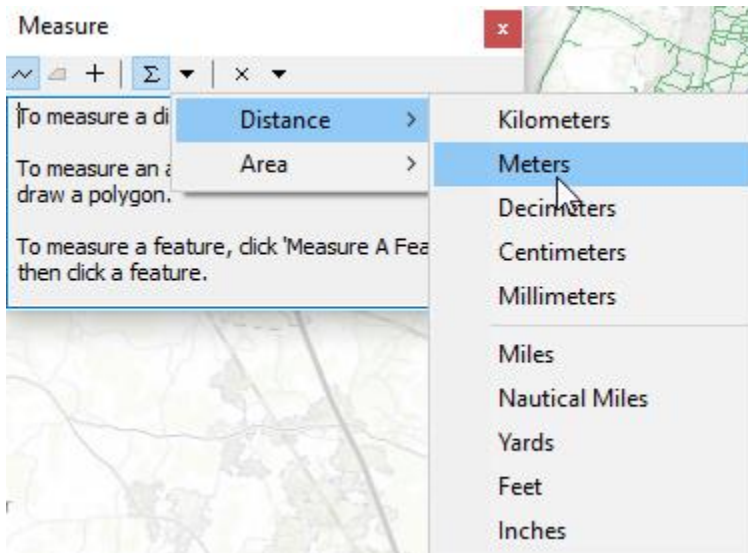 Measure
Σ
To measure a di
To measure an a
draw a polygon.
To measure a feature, click 'Measure A Fea
then click a feature.
Distance
Area
Kilometers
Meters
Decimeters
Centimeters
Millimeters
Miles
Nautical Miles
Yards
Feet
Inches